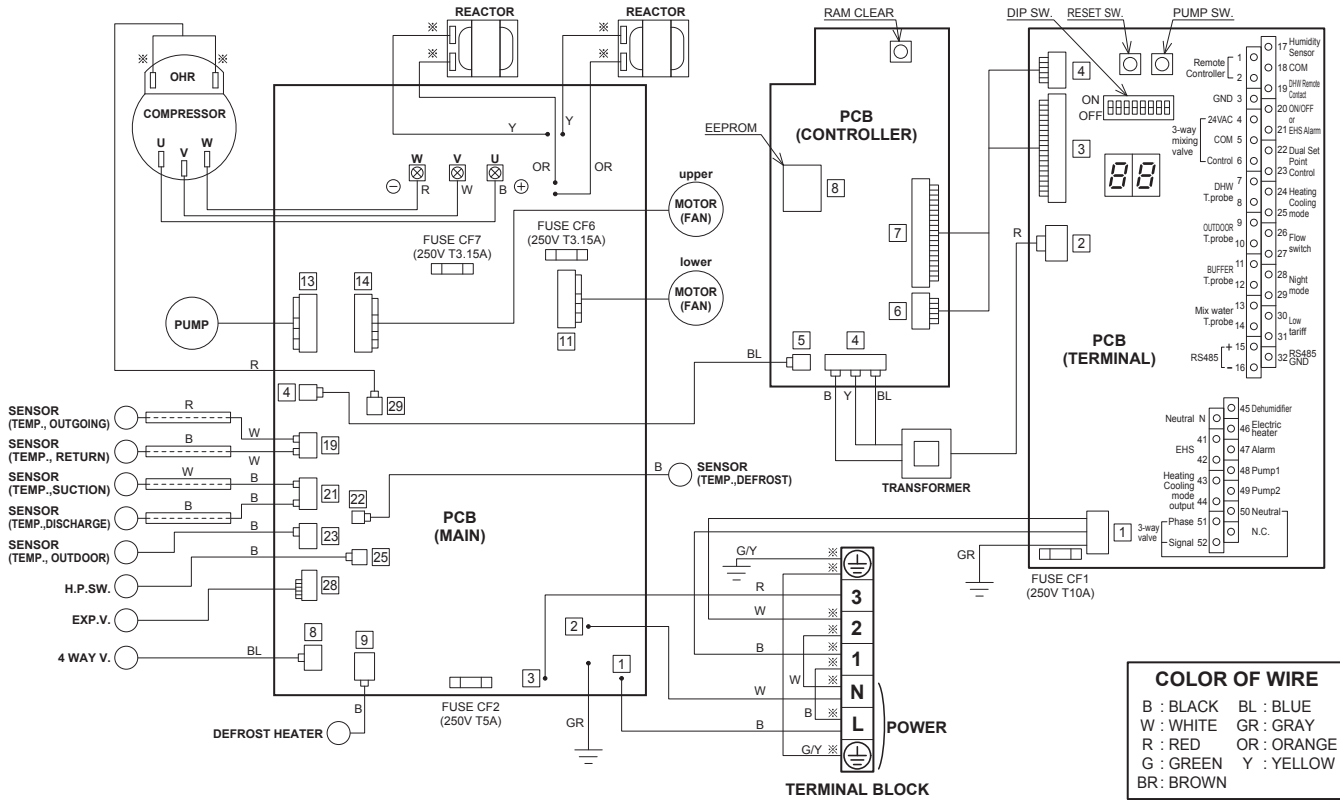 REACTOR
REACTOR
RAM CLEAR
DIP SW.
RESET SW.
PUMP SW.
※
※
※
※
※
※
OHR
COMPRESSOR
U
V
W
Y
Y
OR
OR
W
V
U
⊖
R
W
B
⊕
FUSE CF7
(250V T3.15A)
FUSE CF6
(250V T3.15A)
upper
MOTOR
(FAN)
lower
MOTOR
(FAN)
13
14
11
PUMP
R
4
29
SENSOR
(TEMP., OUTGOING)
R
W
19
SENSOR
(TEMP., RETURN)
B
W
SENSOR
(TEMP.,SUCTION)
W
B
21
SENSOR
(TEMP.,DISCHARGE)
B
B
22
SENSOR
(TEMP., OUTDOOR)
B
23
H.P.SW.
B
25
EXP.V.
28
4 WAY V.
BL
8
9
B
DEFROST HEATER
PCB
(MAIN)
FUSE CF2
(250V T5A)
2
3
1
GR
B
SENSOR
(TEMP.,DEFROST)
PCB
(CONTROLLER)
EEPROM
8
7
6
5
4
BL
B
Y
BL
TRANSFORMER
R
4
3
2
ON
OFF
88
PCB
(TERMINAL)
Remote
Controller
1
2
GND 3
24VAC 4
3-way
mixing
valve
COM 5
Control 6
DHW
T.probe
7
8
OUTDOOR
T.probe
9
10
BUFFER
T.probe
11
12
Mix water
T.probe
13
14
RS485
+ 15
− 16
17 Humidity
Sensor
18 COM
19 DHW Remote
Contact
20 ON/OFF
or
21 EHS Alarm
22 Dual Set
Point
23 Control
24 Heating
Cooling
25 mode
26
Flow
27 switch
28
Night
29 mode
30
Low
31 tariff
32 RS485
GND
Neutral N
41
EHS
42
Heating
Cooling
mode
output
43
44
3-way
valve
Phase 51
Signal 52
45 Dehumidifier
46 Electric
heater
47 Alarm
48 Pump1
49 Pump2
50 Neutral
N.C.
1
GR
FUSE CF1
(250V T10A)
G/Y
※
※
R
3
W
※
2
※
B
1
※
W
※
W
N
B
※
B
L
G/Y
※
POWER
TERMINAL BLOCK
COLOR OF WIRE
B : BLACK BL : BLUE
W : WHITE GR : GRAY
R : RED OR : ORANGE
G : GREEN Y : YELLOW
BR: BROWN